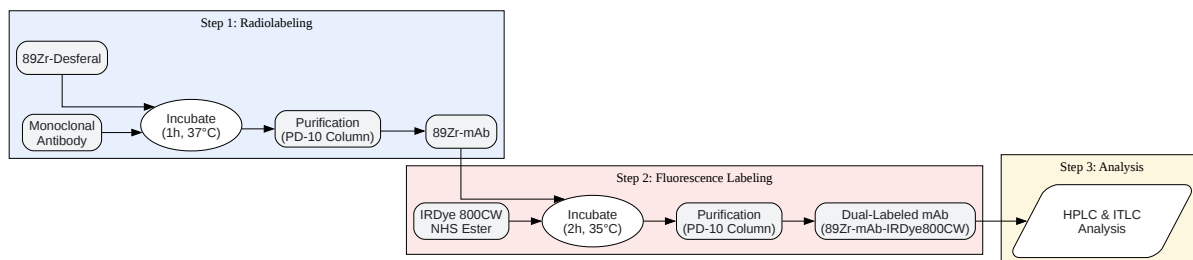 Step 1: Radiolabeling
89Zr-Desferal
Monoclonal
Antibody
Incubate
(1h, 37°C)
Purification
(PD-10 Column)
89Zr-mAb
Step 2: Fluorescence Labeling
IRDye 800CW
NHS Ester
Incubate
(2h, 35°C)
Purification
(PD-10 Column)
Dual-Labeled mAb
(89Zr-mAb-IRDye800CW)
Step 3: Analysis
HPLC & ITLC
Analysis